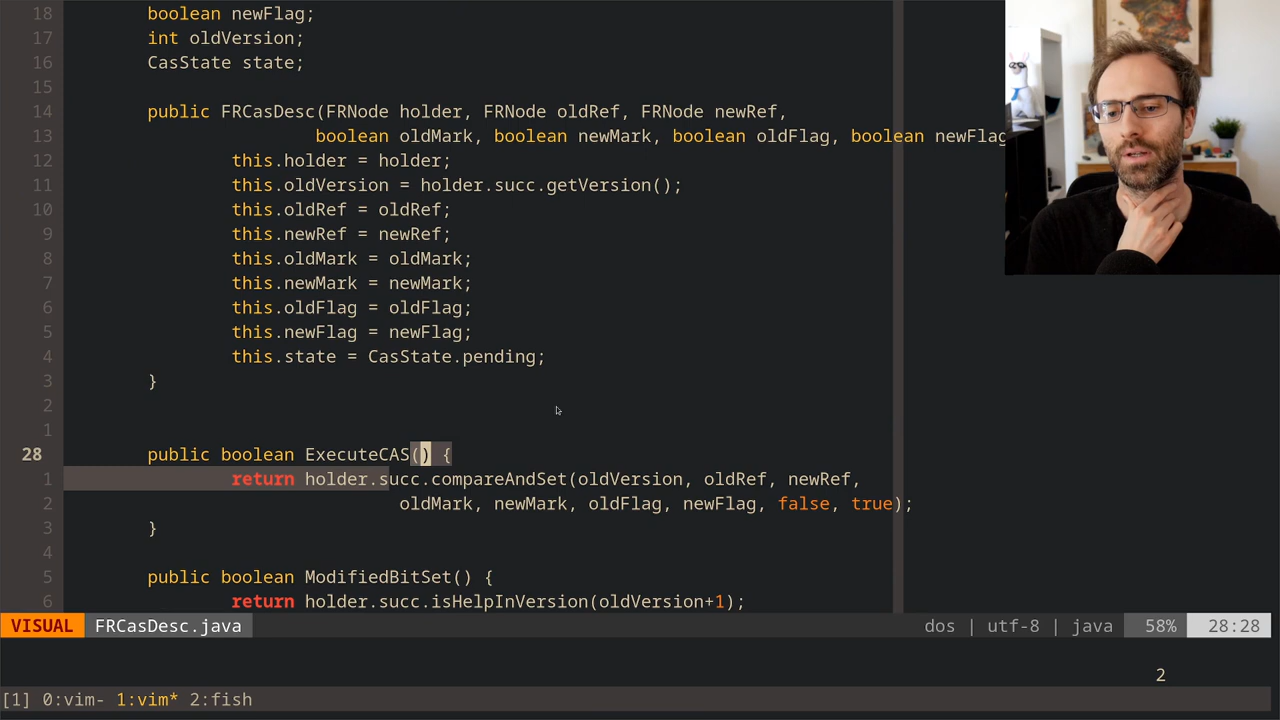 18 boolean newFlag;
17 int oldVersion;
16 CasState state;
15
14 public FRCasDesc(FRNode holder, FRNode oldRef, FRNode newRef,
13 boolean oldMark, boolean newMark, boolean oldFlag, boolean newFlag
12 this.holder = holder;
11 this.oldVersion = holder.succ.getVersion();
10 this.oldRef = oldRef;
9 this.newRef = newRef;
8 this.oldMark = oldMark;
7 this.newMark = newMark;
6 this.oldFlag = oldFlag;
5 this.newFlag = newFlag;
4 this.state = CasState.pending;
3 }
2
1
28 public boolean ExecuteCAS() {
1 return holder.succ.compareAndSet(oldVersion, oldRef, newRef,
2 oldMark, newMark, oldFlag, newFlag, false, true);
3 }
4
5 public boolean ModifiedBitSet() {
6 return holder.succ.isHelpInVersion(oldVersion+1);
VISUAL FRCasDesc.java dos | utf-8 | java 58% 28:28
2
[1] 0:vim- 1:vim* 2:fish